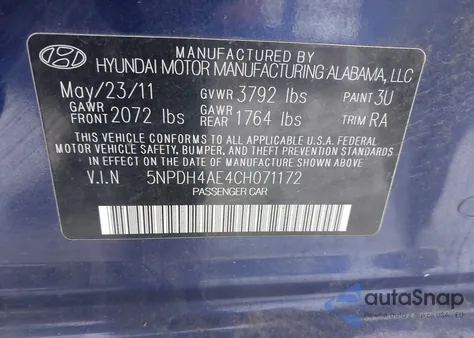 MANUFACTURED BY
HYUNDAI MOTOR MANUFACTURING ALABAMA, LLC
May/23/11 GVWR 3792 lbs PAINT 3U
GAWR FRONT 2072 lbs GAWR REAR 1764 lbs TRIM RA
THIS VEHICLE CONFORMS TO ALL APPLICABLE U.S.A FEDERAL
MOTOR VEHICLE SAFETY, BUMPER, AND THEFT PREVENTION STANDARDS
IN EFFECT ON THE DATE OF MANUFACTURE SHOWN ABOVE.
V.I.N 5NPDH4AE4CH071172
PASSENGER CAR
autoSnap